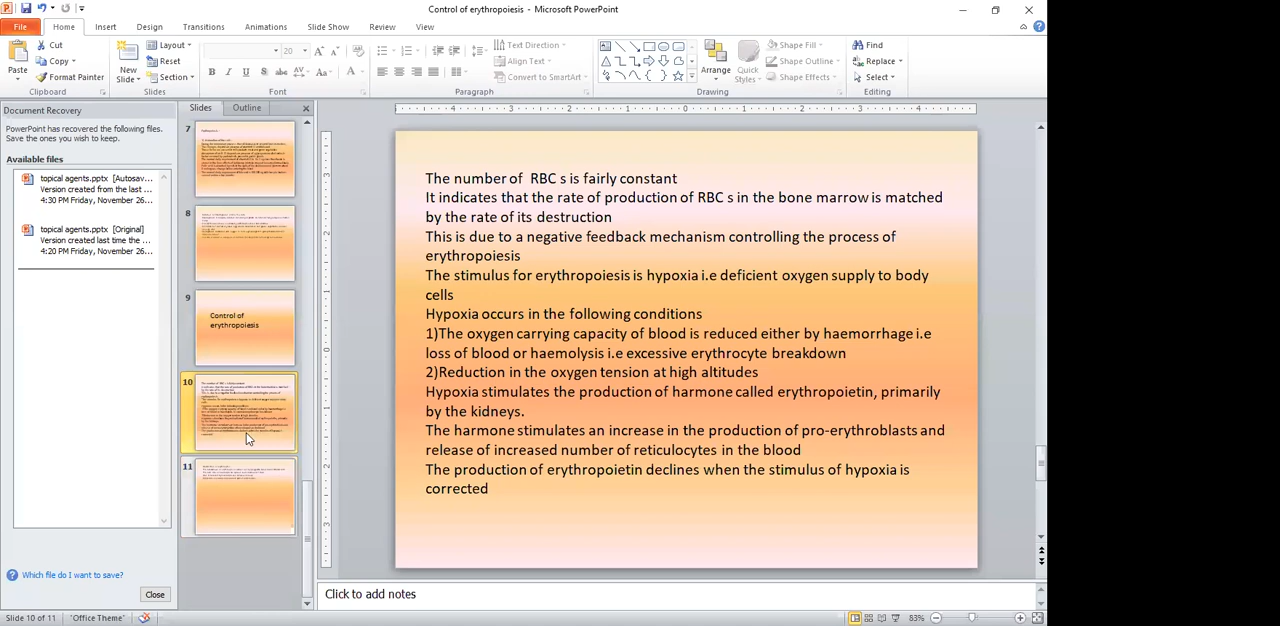 Control of erythropoiesis - Microsoft PowerPoint
File Home Insert Design Transitions Animations Slide Show Review View
Paste
Cut
Copy
Format Painter
Clipboard
New
Slide
Layout
Reset
Section
Slides
20
Font
Text Direction
Align Text
Convert to SmartArt
Paragraph
Arrange
Quick
Styles
Shape Fill
Shape Outline
Shape Effects
Drawing
Find
Replace
Select
Editing
Document Recovery
PowerPoint has recovered the following files.
Save the ones you wish to keep.
Available files
topical agents.pptx [Autosav...
Version created from the last ...
4:30 PM Friday, November 26...
topical agents.pptx [Original]
Version created last time the ...
4:20 PM Friday, November 26...
Which file do I want to save?
Close
Slides Outline
7
8
9
Control of
erythropoiesis
10
11
The number of RBC s is fairly constant
It indicates that the rate of production of RBC s in the bone marrow is matched
by the rate of its destruction
This is due to a negative feedback mechanism controlling the process of
erythropoiesis
The stimulus for erythropoiesis is hypoxia i.e deficient oxygen supply to body
cells
Hypoxia occurs in the following conditions
1)The oxygen carrying capacity of blood is reduced either by haemorrhage i.e
loss of blood or haemolysis i.e excessive erythrocyte breakdown
2)Reduction in the oxygen tension at high altitudes
Hypoxia stimulates the production of harmone called erythropoietin, primarily
by the kidneys.
The harmone stimulates an increase in the production of pro-erythroblasts and
release of increased number of reticulocytes in the blood
The production of erythropoietin declines when the stimulus of hypoxia is
corrected
Click to add notes
Slide 10 of 11 "Office Theme" 83%